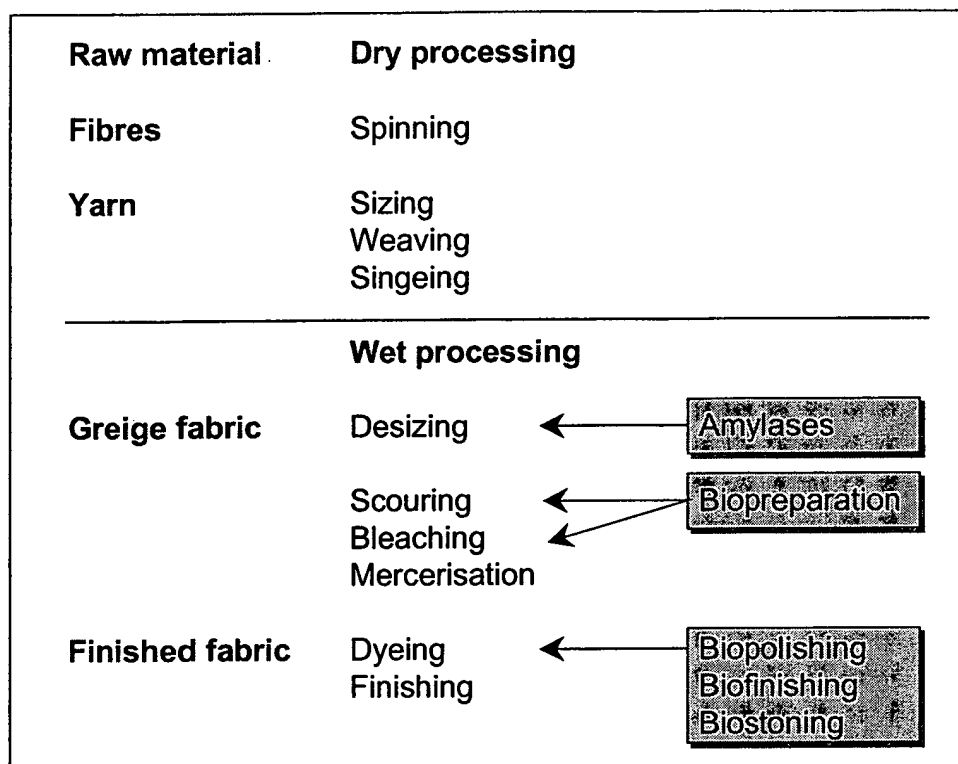 Raw material Dry processing
Fibres Spinning
Yarn Sizing
Weaving
Singeing
Wet processing
Greige fabric Desizing Amylases
Scouring Biopreparation
Bleaching
Mercerisation
Finished fabric Dyeing Biopolishing
Finishing Biofinishing
Biostoning